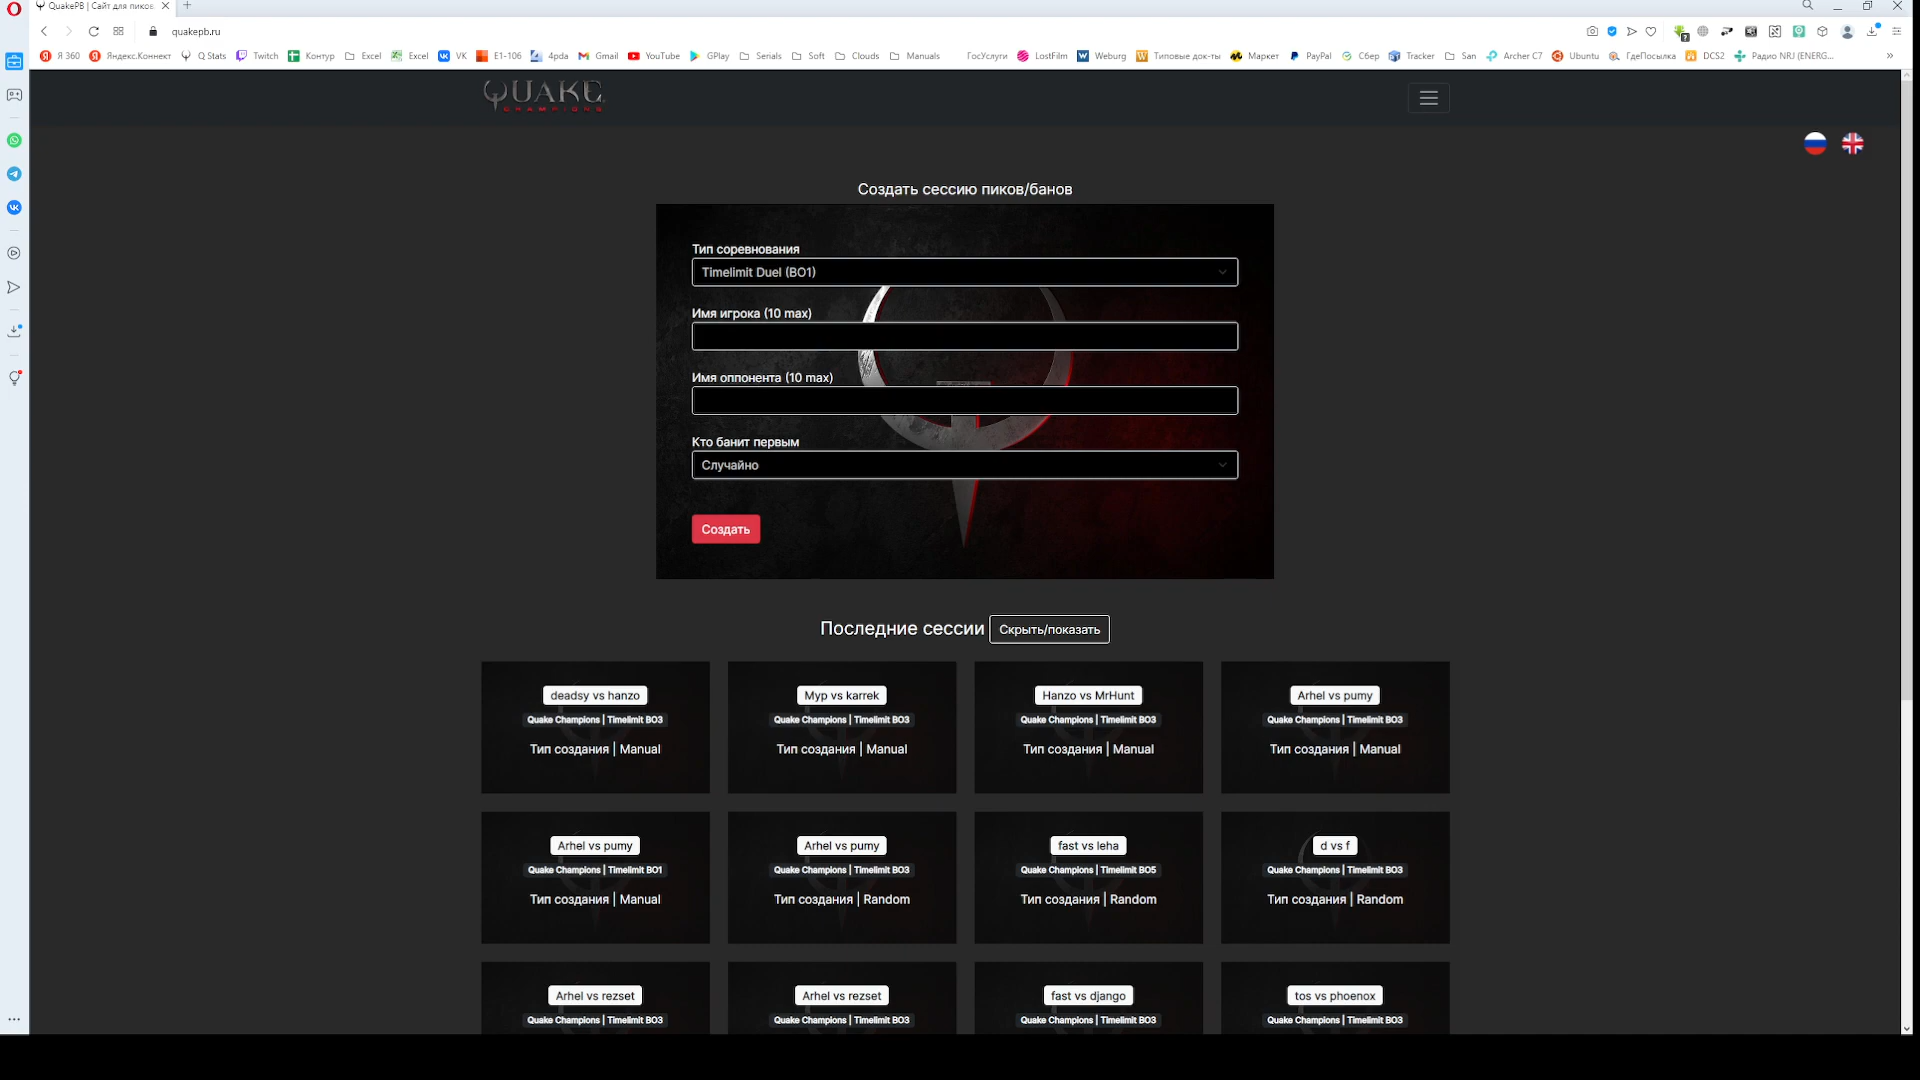 QuakePB | Сайт для пиков
quakepb.ru
Я 360 Яндекс.Коннект Q Stats Twitch Контур Excel Excel VK E1-106 4pda Gmail YouTube GPlay Serials Soft Clouds Manuals ГосУслуги LostFilm Weburg Типовые док-ты Маркет PayPal Сбер Tracker San Archer C7 Ubuntu ГдеПосылка DCS2 Радио NRJ (ENERG...
QUAKE
CHAMPIONS
Создать сессию пиков/банов
Тип соревнования
Timelimit Duel (BO1)
Имя игрока (10 max)
Имя оппонента (10 max)
Кто банит первым
Случайно
Создать
Последние сессии Скрыть/показать
deadsy vs hanzo
Quake Champions | Timelimit BO3
Тип создания | Manual
Myp vs karrek
Quake Champions | Timelimit BO3
Тип создания | Manual
Hanzo vs MrHunt
Quake Champions | Timelimit BO3
Тип создания | Manual
Arhel vs pumy
Quake Champions | Timelimit BO3
Тип создания | Manual
Arhel vs pumy
Quake Champions | Timelimit BO1
Тип создания | Manual
Arhel vs pumy
Quake Champions | Timelimit BO3
Тип создания | Random
fast vs leha
Quake Champions | Timelimit BO5
Тип создания | Random
d vs f
Quake Champions | Timelimit BO3
Тип создания | Random
Arhel vs rezset
Quake Champions | Timelimit BO3
Arhel vs rezset
Quake Champions | Timelimit BO3
fast vs django
Quake Champions | Timelimit BO3
tos vs phoenox
Quake Champions | Timelimit BO3